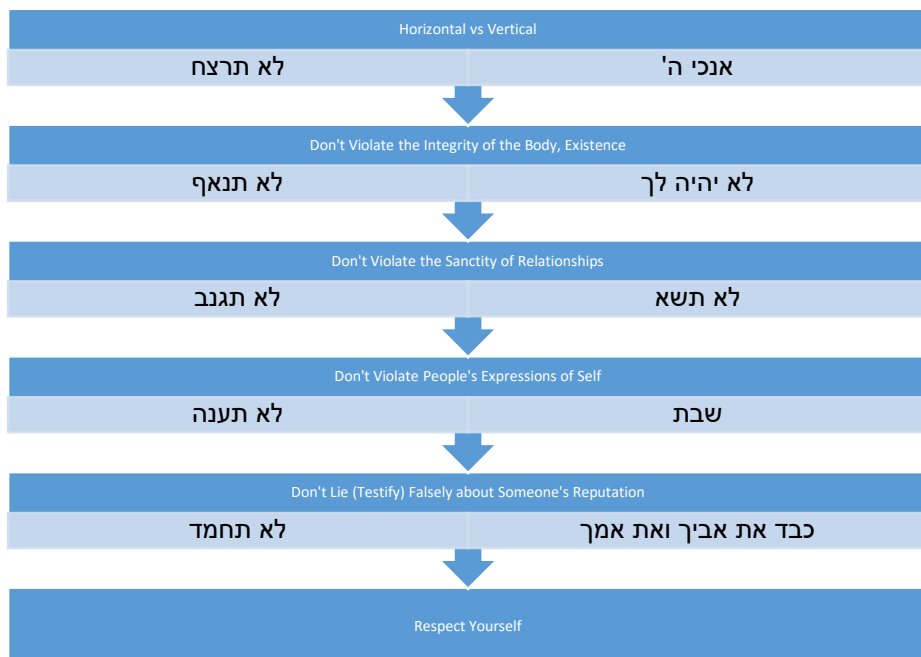 Horizontal vs Vertical
אנכי ה' לא תרצח
Don't Violate the Integrity of the Body, Existence
לא יהיה לך לא תנאף
Don't Violate the Sanctity of Relationships
לא תשא לא תגנב
Don't Violate People's Expressions of Self
שבת לא תענה
Don't Lie (Testify) Falsely about Someone's Reputation
כבד את אביך ואת אמך לא תחמד
Respect Yourself